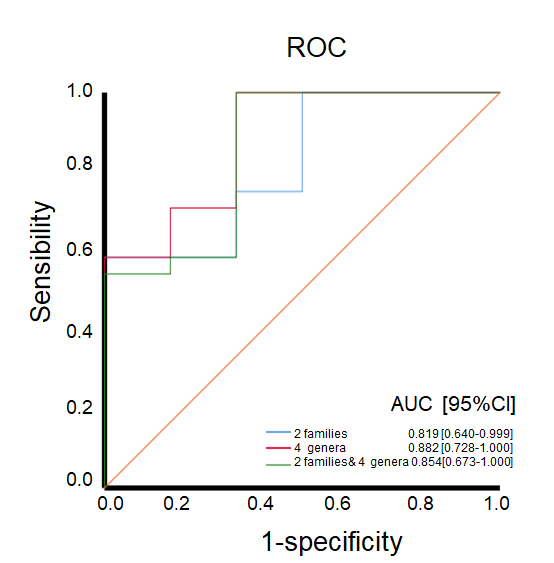 ROC
1.0
0.8
0.6
0.4
0.2
0.0
Sensibility
AUC [95%CI]
2 families 0.819 [0.640-0.999]
4 genera 0.882 [0.728-1.000]
2 families& 4 genera 0.854[0.673-1.000]
0.0 0.2 0.4 0.6 0.8 1.0
1-specificity